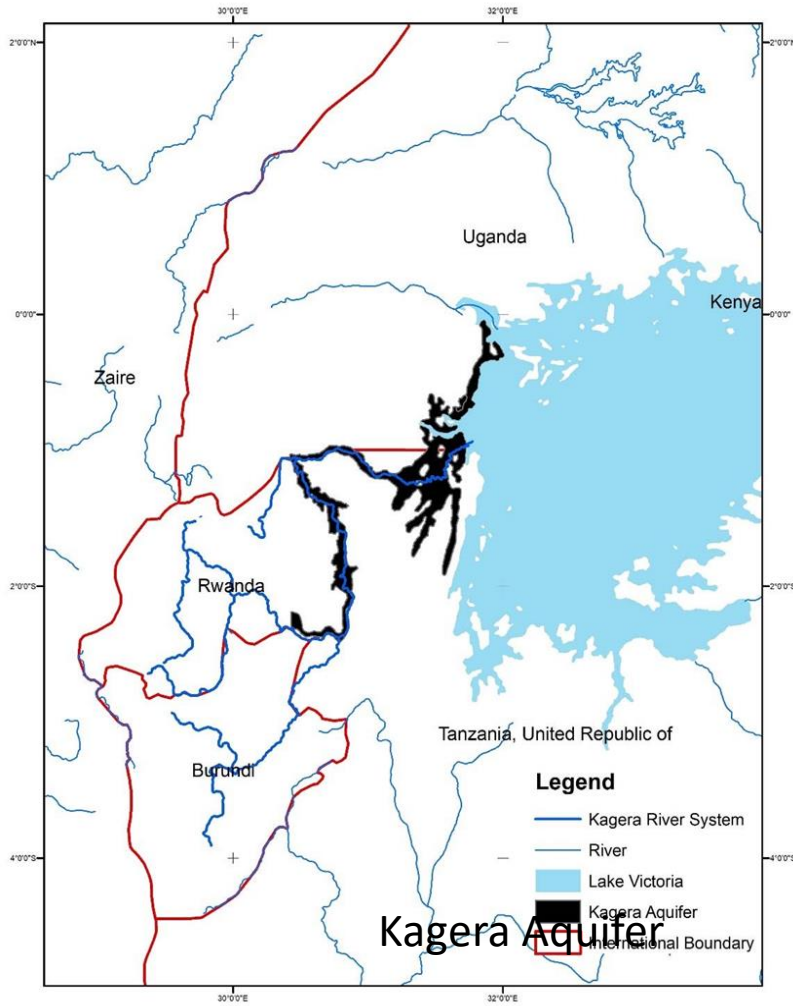 30°0'0"E 32°0'0"E
2°0'0"N 2°0'0"N
Uganda
Kenya
0°0'0" 0°0'0"
Zaire
2°0'0"S 2°0'0"S
Rwanda
Tanzania, United Republic of
Burundi
Legend
Kagera River System
River
4°0'0"S 4°0'0"S
Lake Victoria
Kagera Aquifer
Kagera Aquifer
International Boundary
30°0'0"E 32°0'0"E